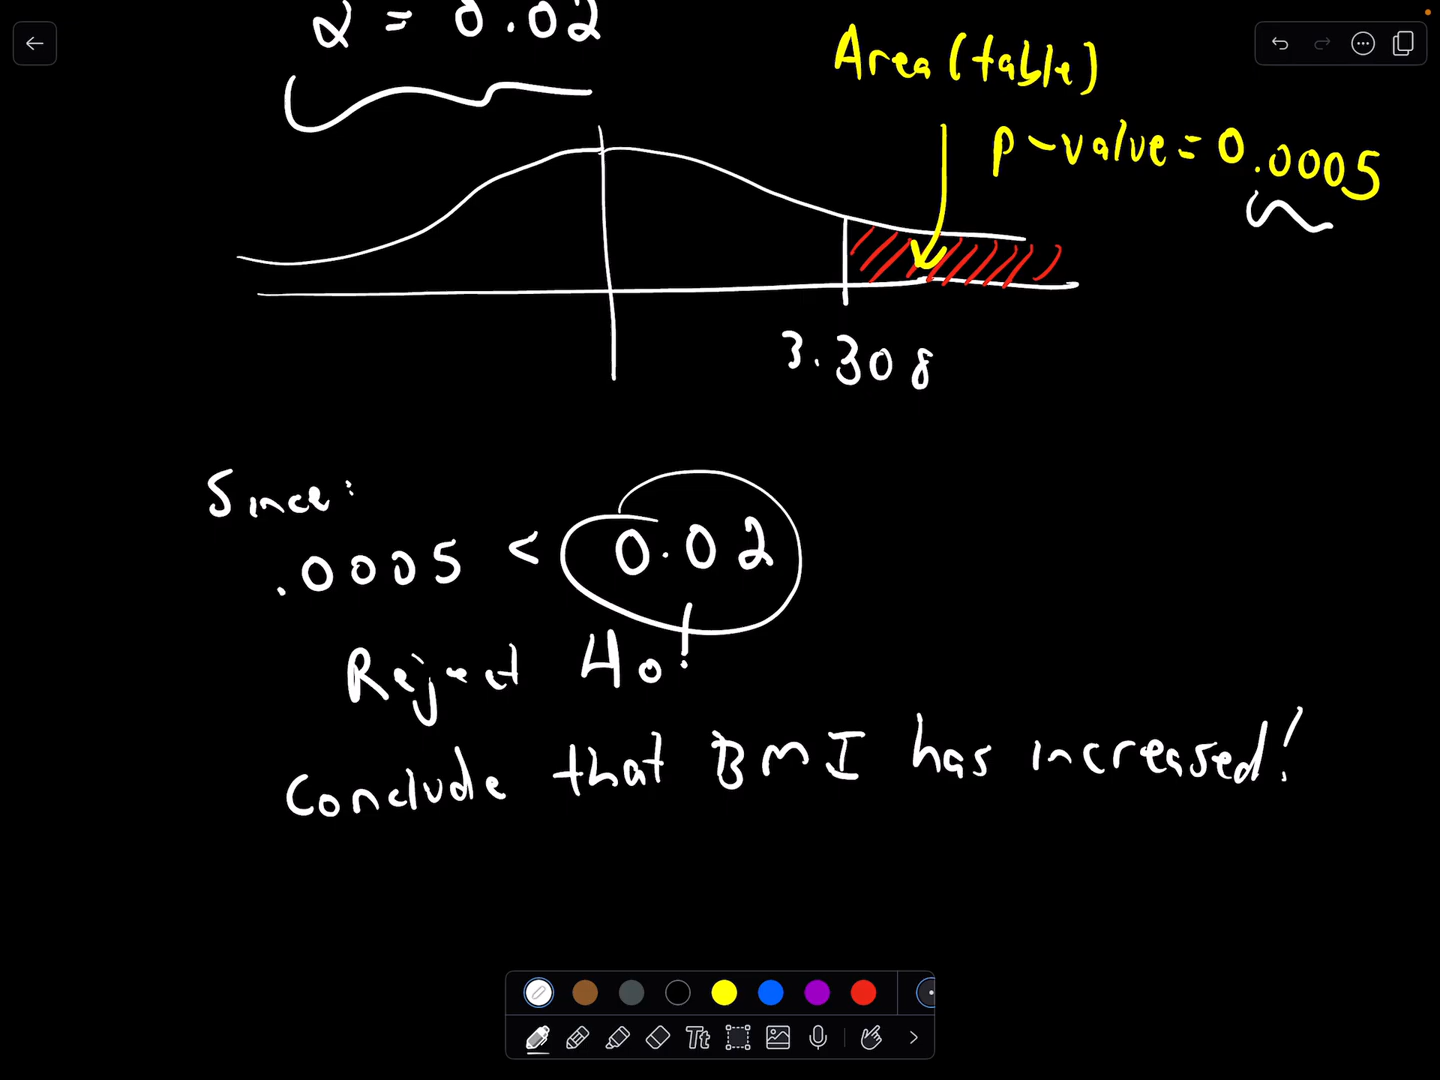 α = 0.02
Area (table)
p-value = 0.0005
3.308
Since:
.0005 < 0.02
Reject Ho!
Conclude that BMI has increased!
Tt